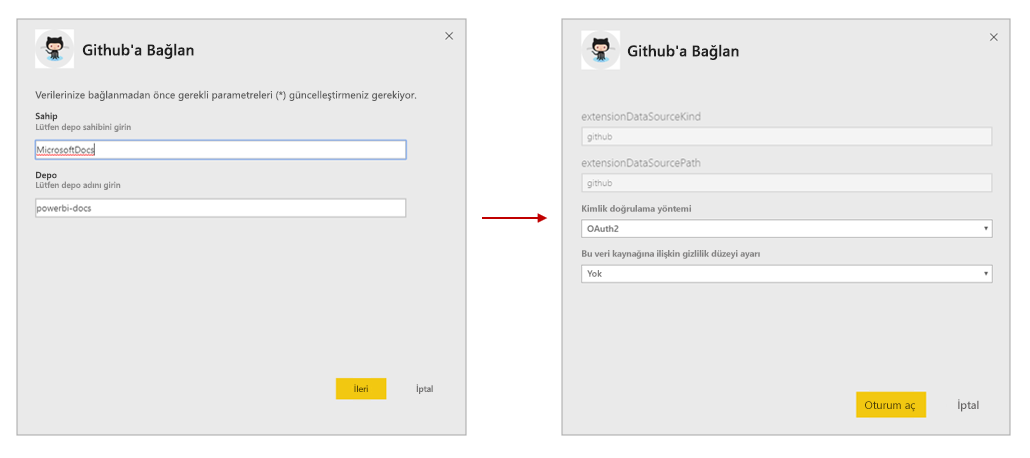 Github'a Bağlan
Verilerinize bağlanmadan önce gerekli parametreleri (*) güncelleştirmeniz gerekiyor.
Sahip
Lütfen depo sahibini girin
MicrosoftDocs
Depo
Lütfen depo adını girin
powerbi-docs
İleri
İptal
Github'a Bağlan
extensionDataSourceKind
github
extensionDataSourcePath
github
Kimlik doğrulama yöntemi
OAuth2
Bu veri kaynağına ilişkin gizlilik düzeyi ayarı
Yok
Oturum aç
İptal